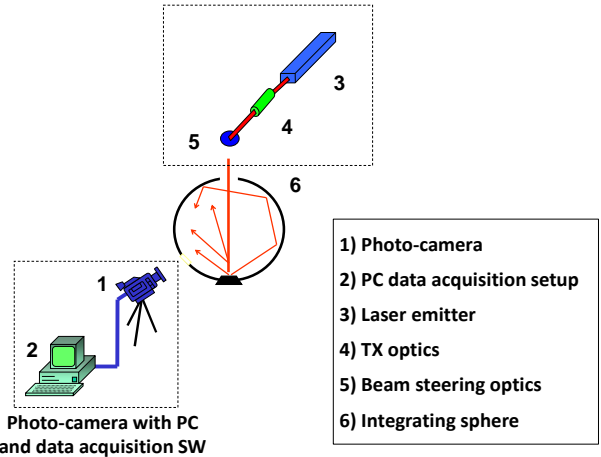 3
4
5
6
1
2
Photo-camera with PC
and data acquisition SW
1) Photo-camera
2) PC data acquisition setup
3) Laser emitter
4) TX optics
5) Beam steering optics
6) Integrating sphere